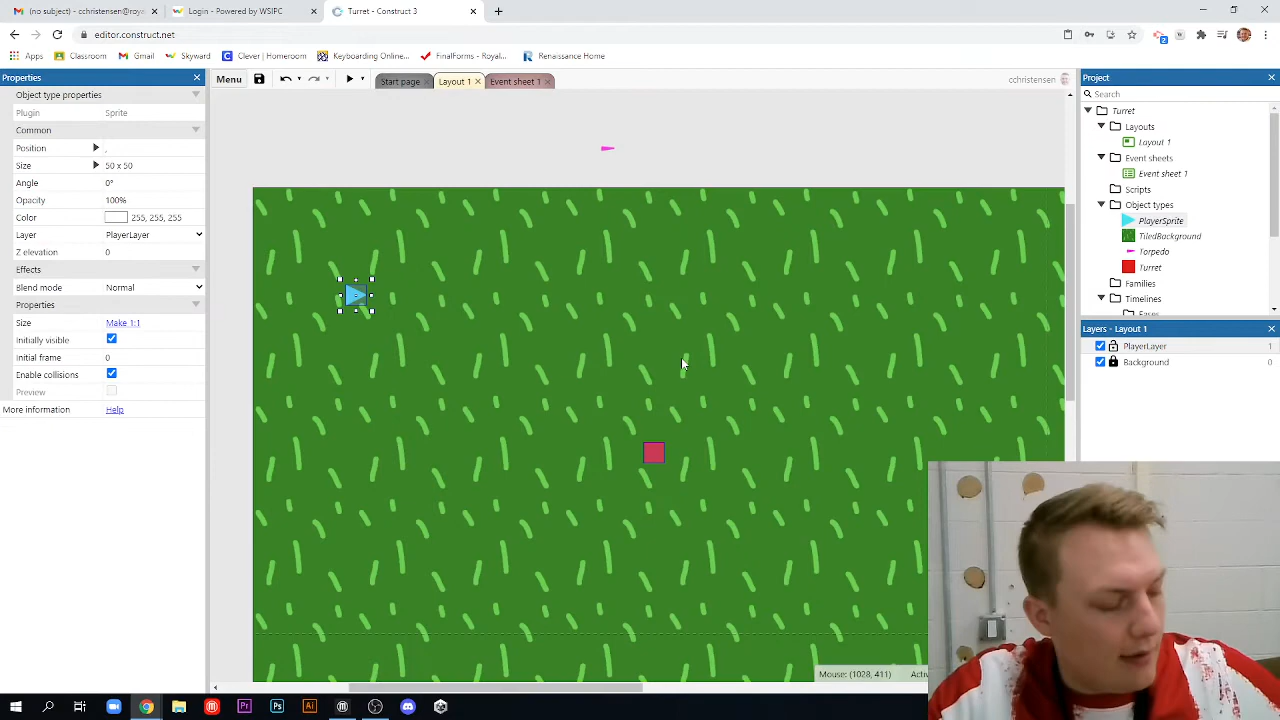 (no subject) - christensen@roy
Login - Powered by WSIPC
Turret - Construct 3
editor.construct.net
Apps
Classroom
Gmail
Skyward
Clever | Homeroom
Keyboarding Online...
FinalForms - Royal...
Renaissance Home
Properties
Menu
Start page
Layout 1
Event sheet 1
cchristensen
Project
Object type properties
Plugin Sprite
Common
Position ,
Size 50 x 50
Angle 0°
Opacity 100%
Color 255, 255, 255
Layer PlayerLayer
Z elevation 0
Effects
Blend mode Normal
Properties
Size Make 1:1
Initially visible
Initial frame 0
Enable collisions
Preview
More information Help
Search
Turret
Layouts
Layout 1
Event sheets
Event sheet 1
Scripts
Object types
PlayerSprite
TiledBackground
Torpedo
Turret
Families
Timelines
Layers - Layout 1
PlayerLayer 1
Background 0
Mouse: (1028, 411)